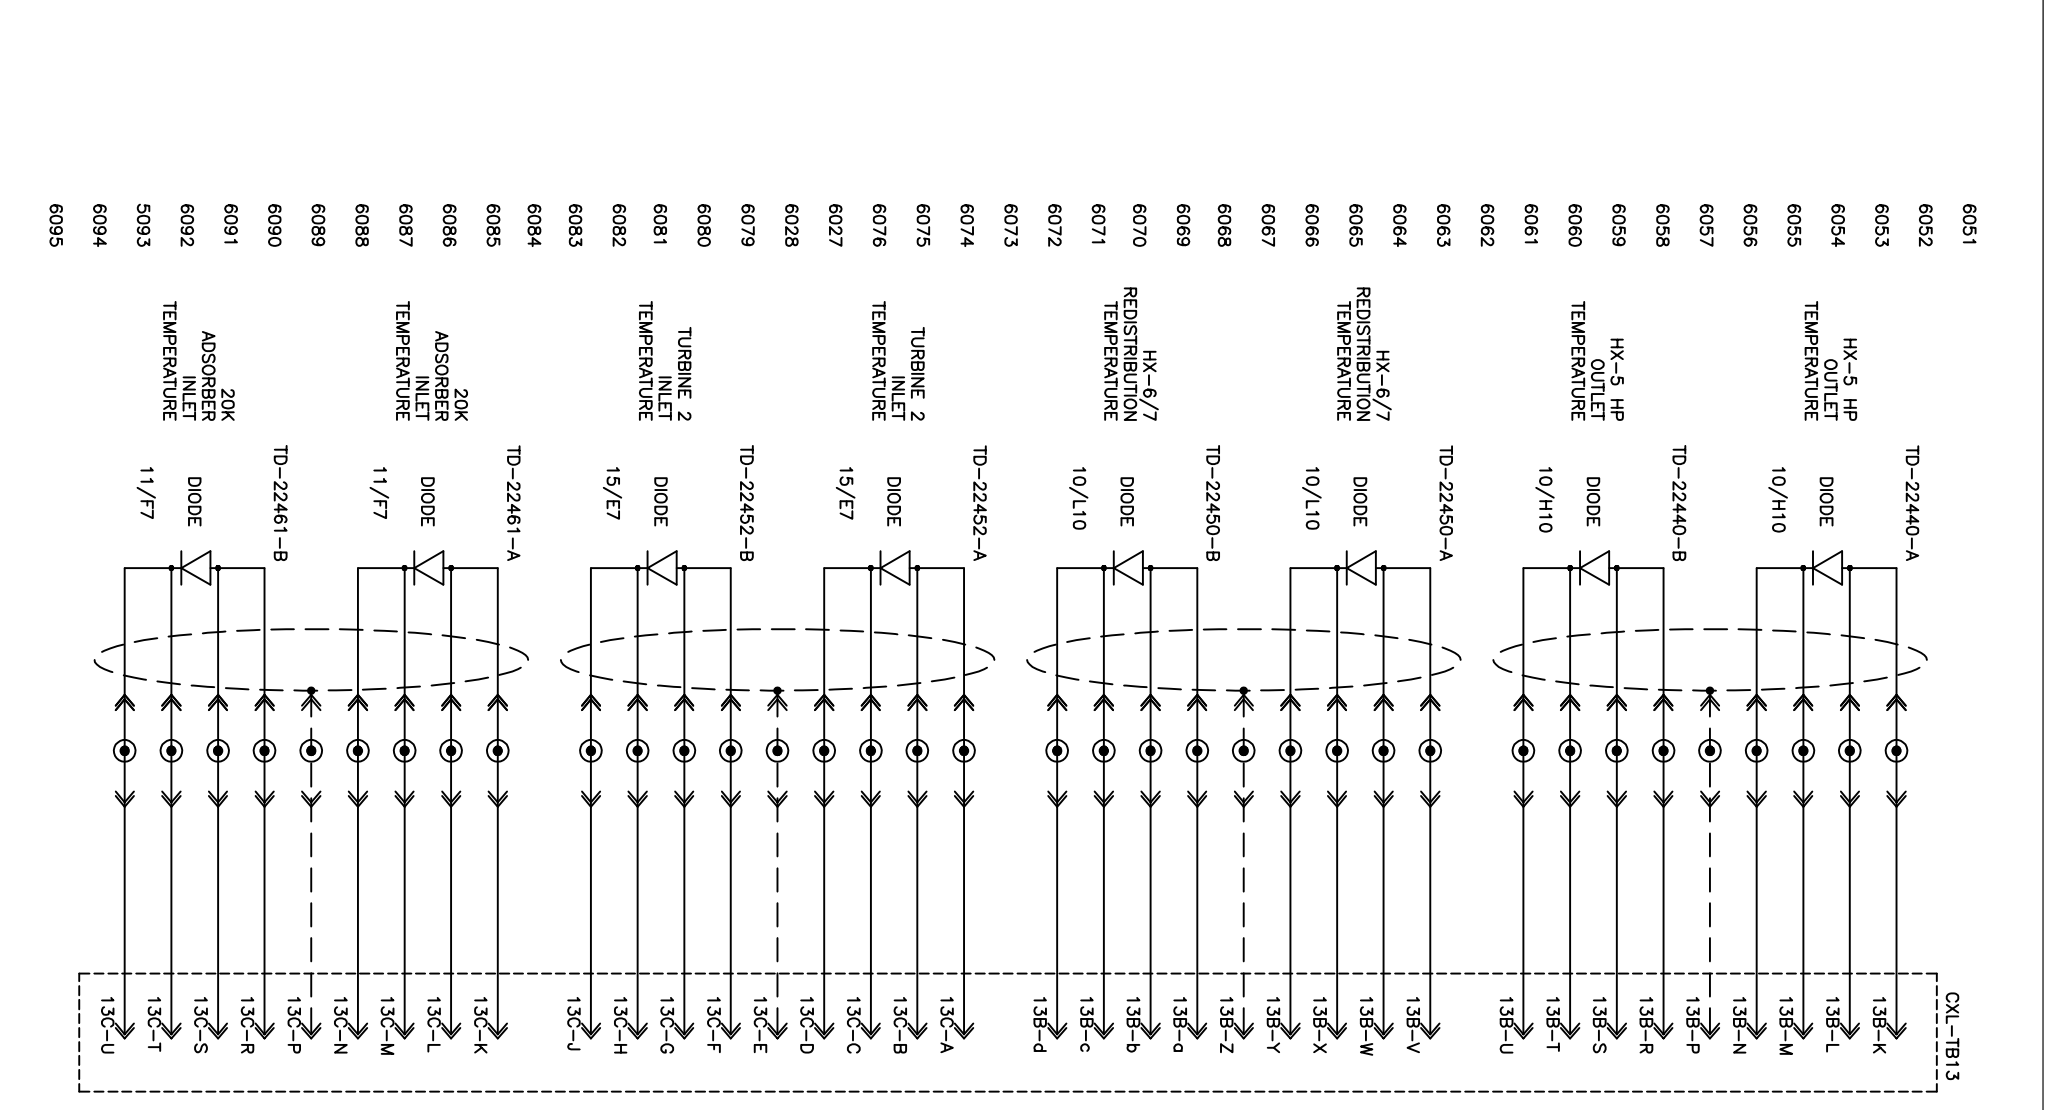 6051
6052
6053
6054
6055
6056
6057
6058
6059
6060
6061
6062
6063
6064
6065
6066
6067
6068
6069
6070
6071
6072
6073
6074
6075
6076
6027
6028
6079
6080
6081
6082
6083
6084
6085
6086
6087
6088
6089
6090
6091
6092
5093
6094
6095
HX-5 HP
OUTLET
TEMPERATURE
HX-5 HP
OUTLET
TEMPERATURE
HX-6/7
REDISTRIBUTION
TEMPERATURE
HX-6/7
REDISTRIBUTION
TEMPERATURE
TURBINE 2
INLET
TEMPERATURE
TURBINE 2
INLET
TEMPERATURE
20K
ADSORBER
INLET
TEMPERATURE
20K
ADSORBER
INLET
TEMPERATURE
TD-22440-A
DIODE
10/H10
TD-22440-B
DIODE
10/H10
TD-22450-A
DIODE
10/L10
TD-22450-B
DIODE
10/L10
TD-22452-A
DIODE
15/E7
TD-22452-B
DIODE
15/E7
TD-22461-A
DIODE
11/F7
TD-22461-B
DIODE
11/F7
CXL-TB13
13B-K
13B-L
13B-M
13B-N
13B-P
13B-R
13B-S
13B-T
13B-U
13B-V
13B-W
13B-X
13B-Y
13B-Z
13B-a
13B-b
13B-c
13B-d
13C-A
13C-B
13C-C
13C-D
13C-E
13C-F
13C-G
13C-H
13C-J
13C-K
13C-L
13C-M
13C-N
13C-P
13C-R
13C-S
13C-T
13C-U